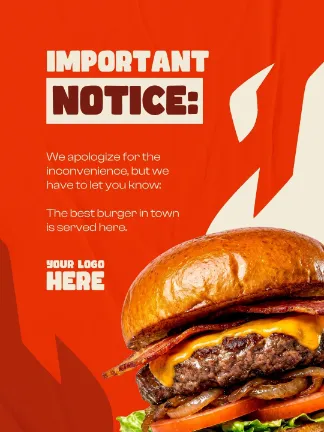 IMPORTANT
NOTICE:
We apologize for the
inconvenience, but we
have to let you know:
The best burger in town
is served here.
YOUR LOGO
HERE